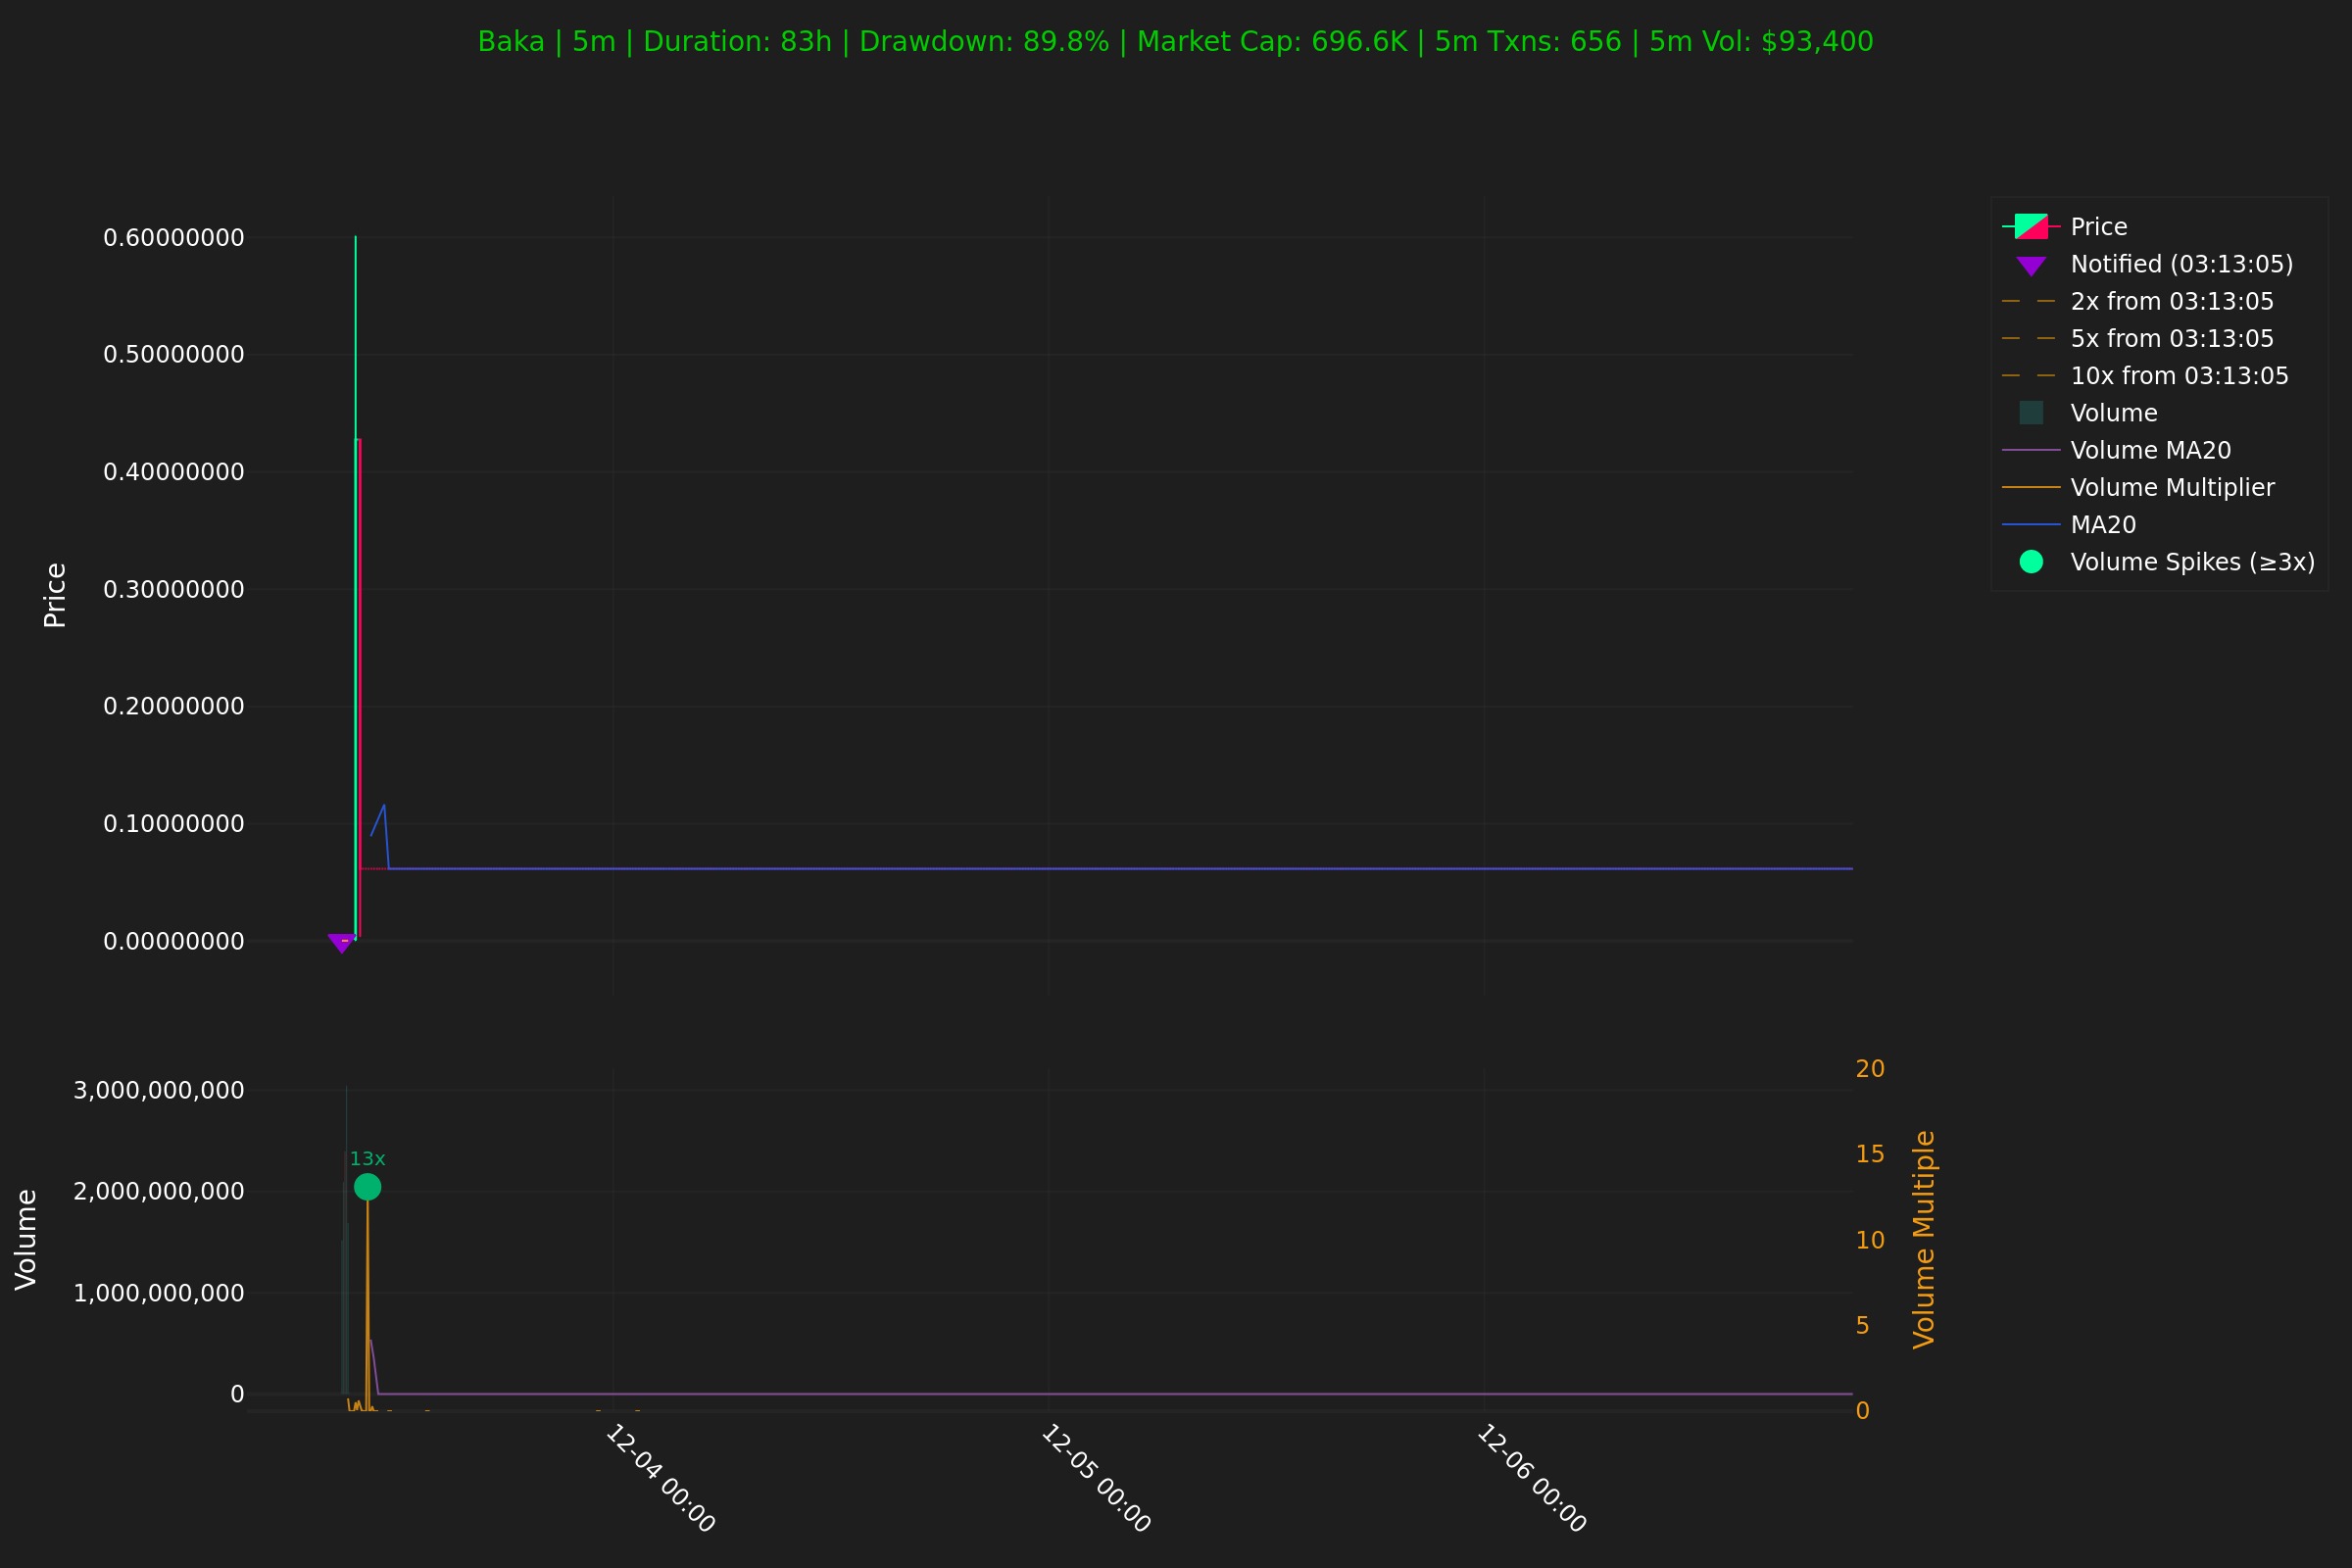 Baka | 5m | Duration: 83h | Drawdown: 89.8% | Market Cap: 696.6K | 5m Txns: 656 | 5m Vol: $93,400
Price
0.60000000
0.50000000
0.40000000
0.30000000
0.20000000
0.10000000
0.00000000
Price
Notified (03:13:05)
2x from 03:13:05
5x from 03:13:05
10x from 03:13:05
Volume
Volume MA20
Volume Multiplier
MA20
Volume Spikes (≥3x)
Volume
3,000,000,000
2,000,000,000
1,000,000,000
0
13x
20
15
10
5
0
Volume Multiple
12-04 00:00
12-05 00:00
12-06 00:00